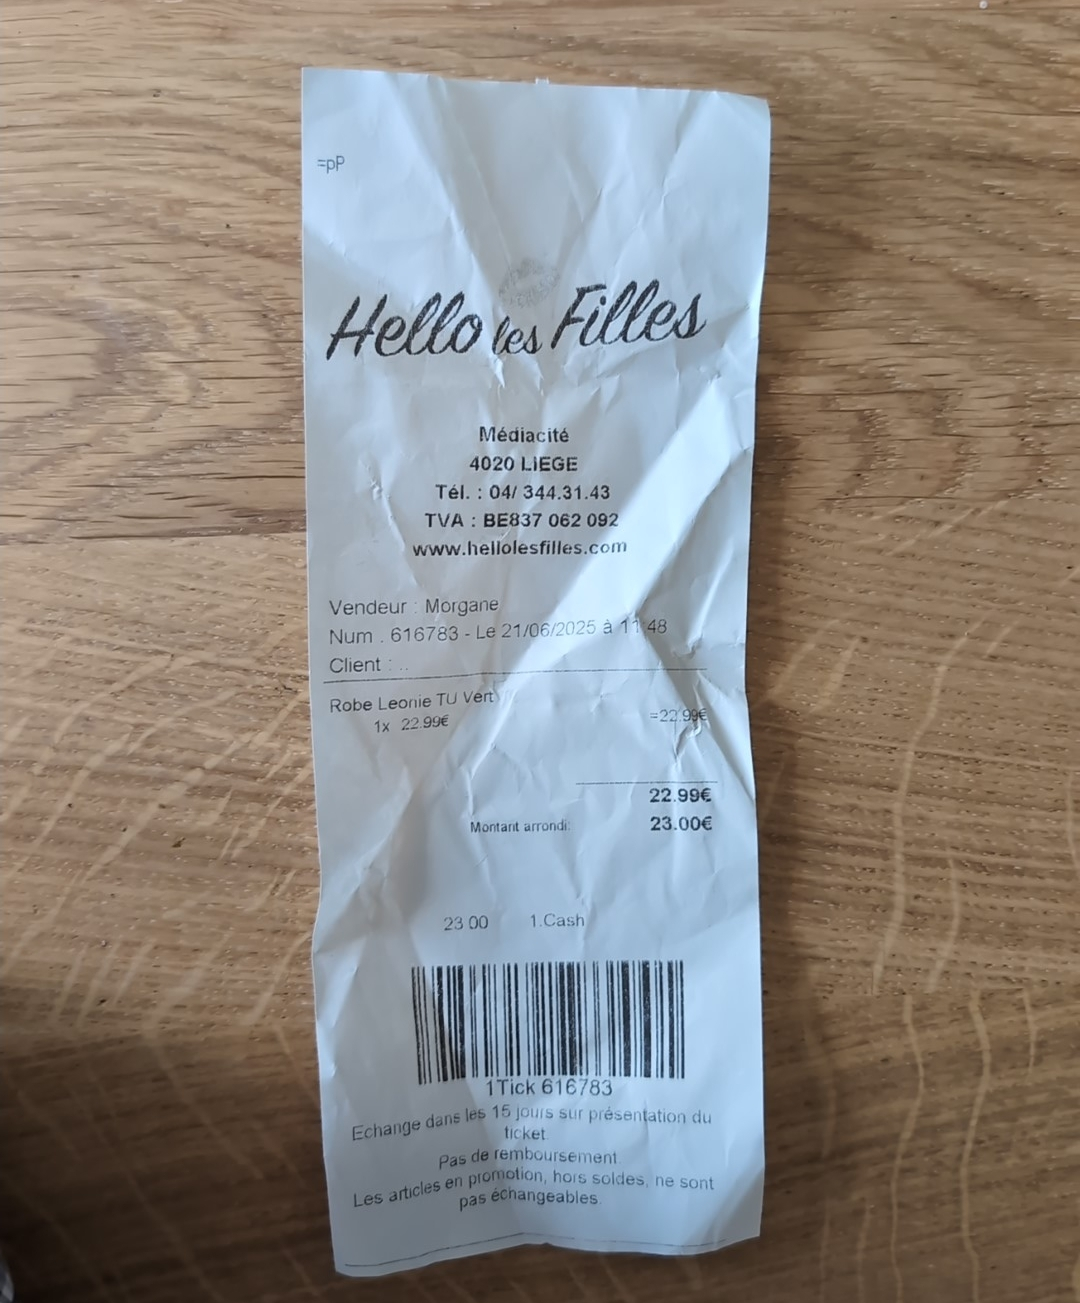 =pP
Hello les Filles
Médiacité
4020 LIEGE
Tél. : 04/ 344.31.43
TVA : BE837 062 092
www.hellolesfilles.com
Vendeur : Morgane
Num . 616783 - Le 21/06/2025 à 11 48
Client : ..
Robe Leonie TU Vert
1x 22.99€ =22.99€
22.99€
Montant arrondi: 23.00€
23 00 1.Cash
1Tick 616783
Echange dans les 15 jours sur présentation du
ticket.
Pas de remboursement.
Les articles en promotion, hors soldes, ne sont
pas échangeables.